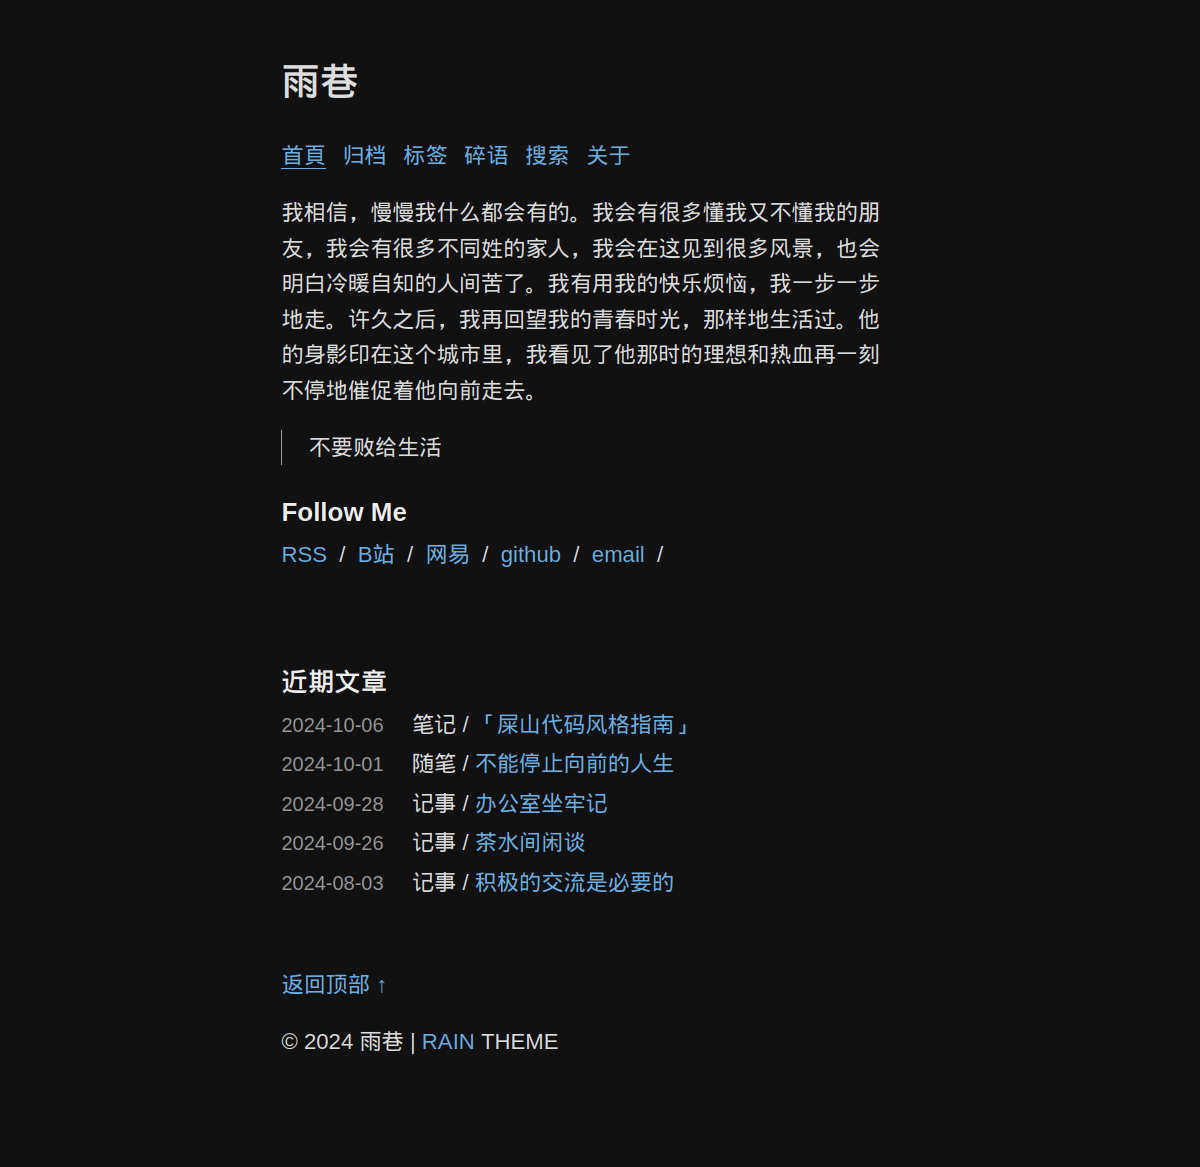 雨巷
首頁 归档 标签 碎语 搜索 关于
我相信，慢慢我什么都会有的。我会有很多懂我又不懂我的朋
友，我会有很多不同姓的家人，我会在这见到很多风景，也会
明白冷暖自知的人间苦了。我有用我的快乐烦恼，我一步一步
地走。许久之后，我再回望我的青春时光，那样地生活过。他
的身影印在这个城市里，我看见了他那时的理想和热血再一刻
不停地催促着他向前走去。
不要败给生活
Follow Me
RSS / B站 / 网易 / github / email /
近期文章
2024-10-06 笔记 / 「屎山代码风格指南」
2024-10-01 随笔 / 不能停止向前的人生
2024-09-28 记事 / 办公室坐牢记
2024-09-26 记事 / 茶水间闲谈
2024-08-03 记事 / 积极的交流是必要的
返回顶部 ↑
© 2024 雨巷 | RAIN THEME